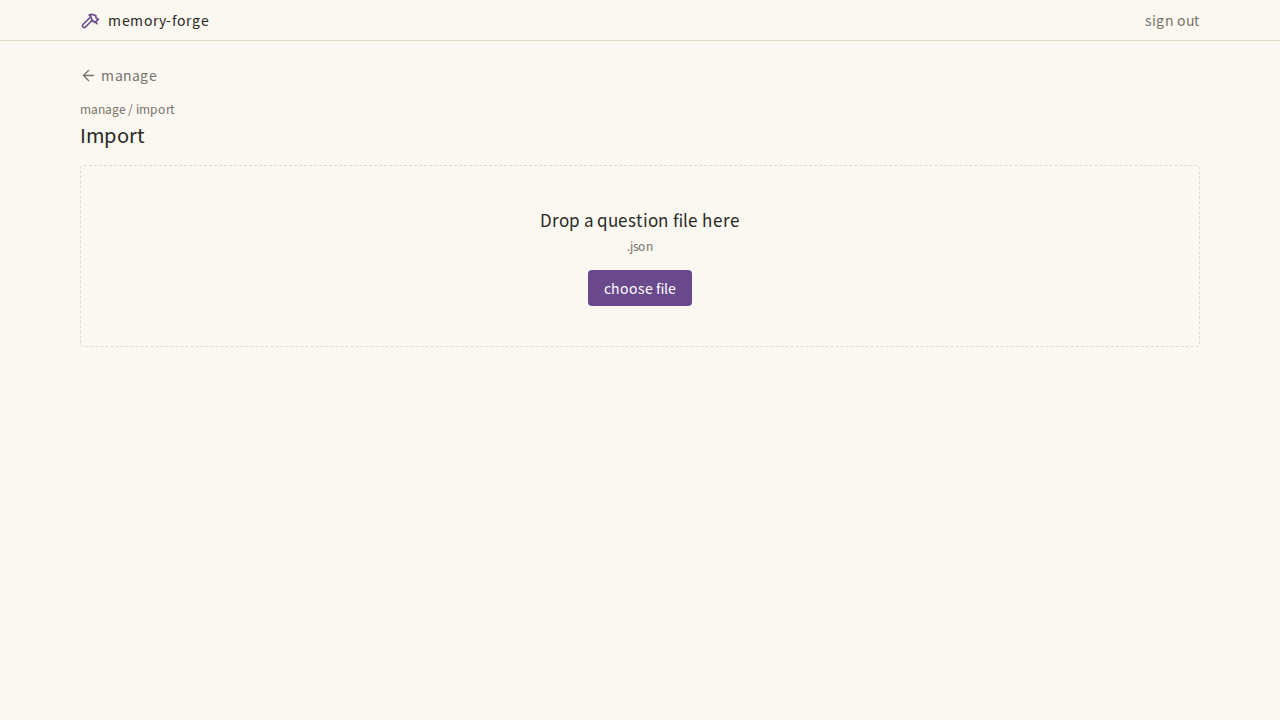 memory-forge
sign out
manage
manage / import
Import
Drop a question file here
.json
choose file